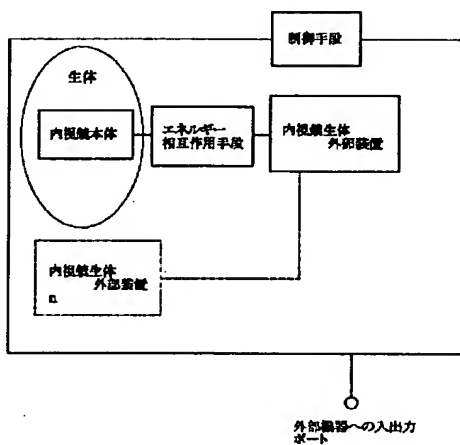 制御手段
生体
内視鏡本体
エネルギー
相互作用手段
内視鏡生体
外部装置
内視鏡生体
外部装置
n
外部機器への入出力
ポート